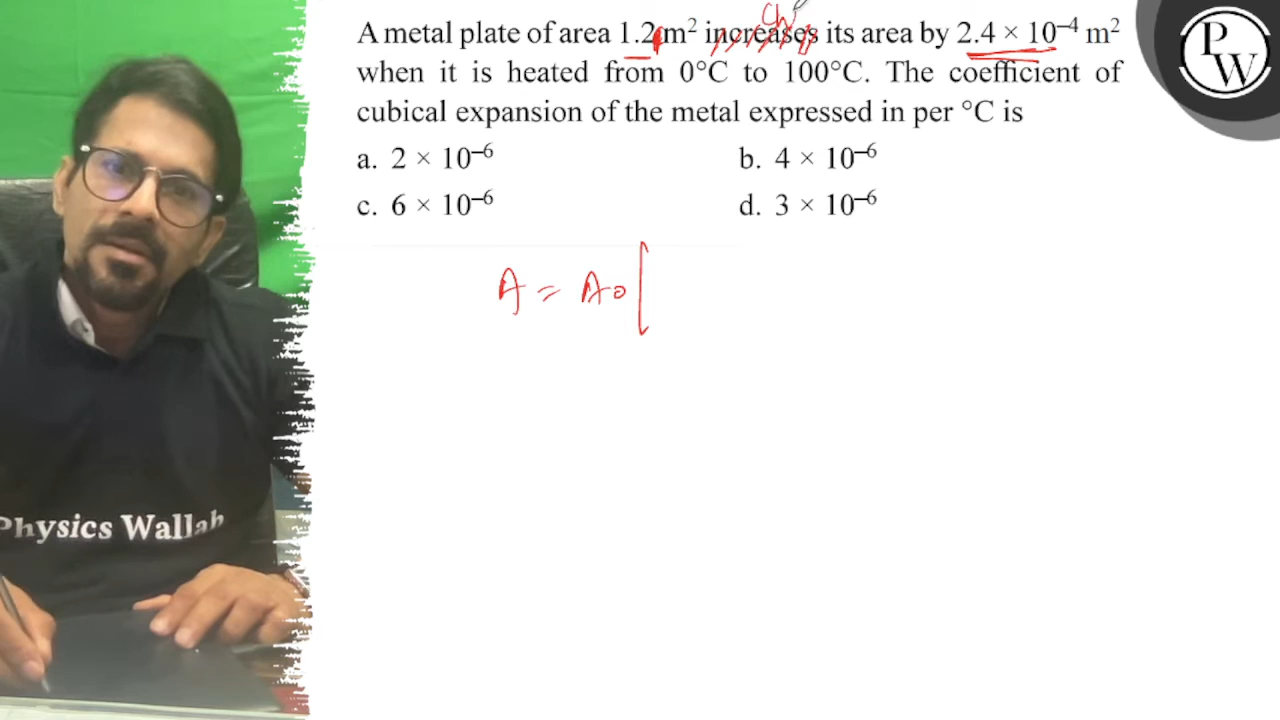 A metal plate of area 1.2 m² increases its area by 2.4 × 10⁻⁴ m²
when it is heated from 0°C to 100°C. The coefficient of
cubical expansion of the metal expressed in per °C is
a. 2 × 10⁻⁶ b. 4 × 10⁻⁶
c. 6 × 10⁻⁶ d. 3 × 10⁻⁶
A = A₀ [
Physics Wallah
P
W